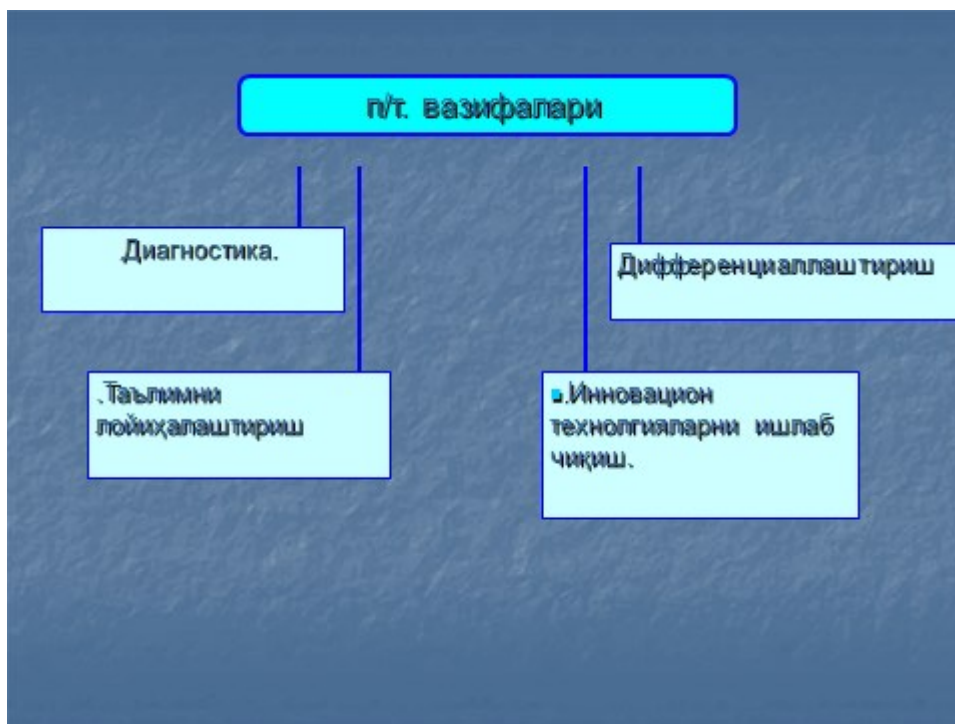 п/т. вазифалари
Диагностика.
Дифференциаллаштириш
.Таълимни
лойиҳалаштириш
.Инновацион
технолгияларни ишлаб
чиқиш.